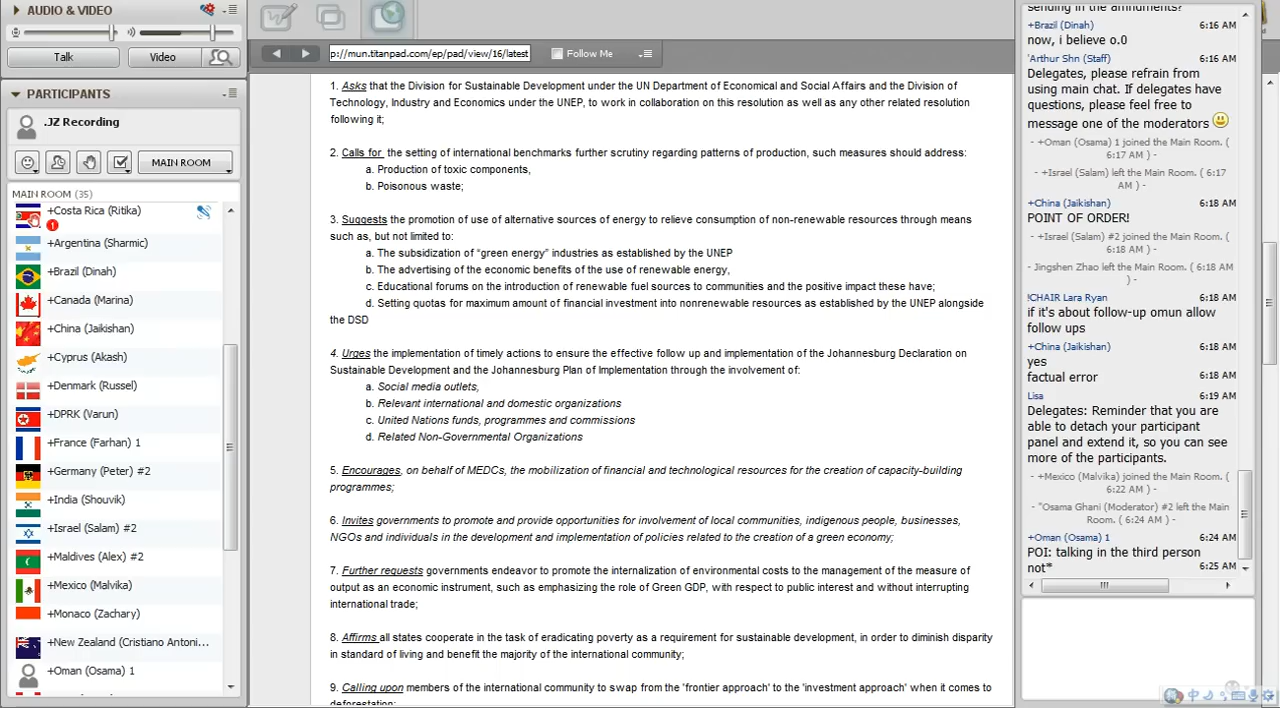 AUDIO & VIDEO
Talk
Video
PARTICIPANTS
.JZ Recording
MAIN ROOM
MAIN ROOM (35)
+Costa Rica (Ritika)
1
+Argentina (Sharmic)
+Brazil (Dinah)
+Canada (Marina)
+China (Jaikishan)
+Cyprus (Akash)
+Denmark (Russel)
+DPRK (Varun)
+France (Farhan) 1
+Germany (Peter) #2
+India (Shouvik)
+Israel (Salam) #2
+Maldives (Alex) #2
+Mexico (Malvika)
+Monaco (Zachary)
+New Zealand (Cristiano Antoni...
+Oman (Osama) 1
p://mun.titanpad.com/ep/pad/view/16/latest
Follow Me
1. Asks that the Division for Sustainable Development under the UN Department of Economical and Social Affairs and the Division of
Technology, Industry and Economics under the UNEP, to work in collaboration on this resolution as well as any other related resolution
following it;
2. Calls for  the setting of international benchmarks further scrutiny regarding patterns of production, such measures should address:
a. Production of toxic components,
b. Poisonous waste;
3. Suggests the promotion of use of alternative sources of energy to relieve consumption of non-renewable resources through means
such as, but not limited to:
a. The subsidization of “green energy” industries as established by the UNEP
b. The advertising of the economic benefits of the use of renewable energy,
c. Educational forums on the introduction of renewable fuel sources to communities and the positive impact these have;
d. Setting quotas for maximum amount of financial investment into nonrenewable resources as established by the UNEP alongside
the DSD
4. Urges the implementation of timely actions to ensure the effective follow up and implementation of the Johannesburg Declaration on
Sustainable Development and the Johannesburg Plan of Implementation through the involvement of:
a. Social media outlets,
b. Relevant international and domestic organizations
c. United Nations funds, programmes and commissions
d. Related Non-Governmental Organizations
5. Encourages, on behalf of MEDCs, the mobilization of financial and technological resources for the creation of capacity-building
programmes;
6. Invites governments to promote and provide opportunities for involvement of local communities, indigenous people, businesses,
NGOs and individuals in the development and implementation of policies related to the creation of a green economy;
7. Further requests governments endeavor to promote the internalization of environmental costs to the management of the measure of
output as an economic instrument, such as emphasizing the role of Green GDP, with respect to public interest and without interrupting
international trade;
8. Affirms all states cooperate in the task of eradicating poverty as a requirement for sustainable development, in order to diminish disparity
in standard of living and benefit the majority of the international community;
9. Calling upon members of the international community to swap from the 'frontier approach' to the 'investment approach' when it comes to
deforestation;
sending in the amndments?
+Brazil (Dinah) 6:16 AM
now, i believe o.0
'Arthur Shn (Staff) 6:16 AM
Delegates, please refrain from
using main chat. If delegates have
questions, please feel free to
message one of the moderators
- +Oman (Osama) 1 joined the Main Room. (
6:17 AM ) -
- +Israel (Salam) left the Main Room. ( 6:17
AM ) -
+China (Jaikishan) 6:18 AM
POINT OF ORDER!
- +Israel (Salam) #2 joined the Main Room. (
6:18 AM ) -
- Jingshen Zhao left the Main Room. ( 6:18 AM
) -
!CHAIR Lara Ryan 6:18 AM
if it's about follow-up omun allow
follow ups
+China (Jaikishan) 6:18 AM
yes
factual error 6:18 AM
Lisa 6:19 AM
Delegates: Reminder that you are
able to detach your participant
panel and extend it, so you can see
more of the participants.
- +Mexico (Malvika) joined the Main Room. (
6:22 AM ) -
- "Osama Ghani (Moderator) #2 left the Main
Room. ( 6:24 AM ) -
+Oman (Osama) 1 6:24 AM
POI: talking in the third person
not* 6:25 AM
中